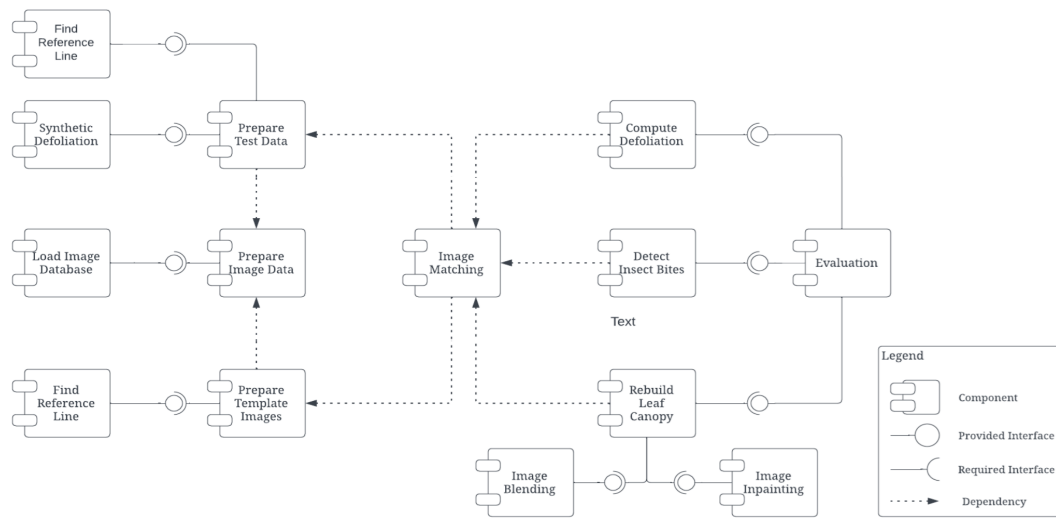 Find
Reference
Line
Synthetic
Defoliation
Prepare
Test Data
Compute
Defoliation
Load Image
Database
Prepare
Image Data
Image
Matching
Detect
Insect Bites
Evaluation
Text
Find
Reference
Line
Prepare
Template
Images
Rebuild
Leaf
Canopy
Image
Blending
Image
Inpainting
Legend
Component
Provided Interface
Required Interface
Dependency